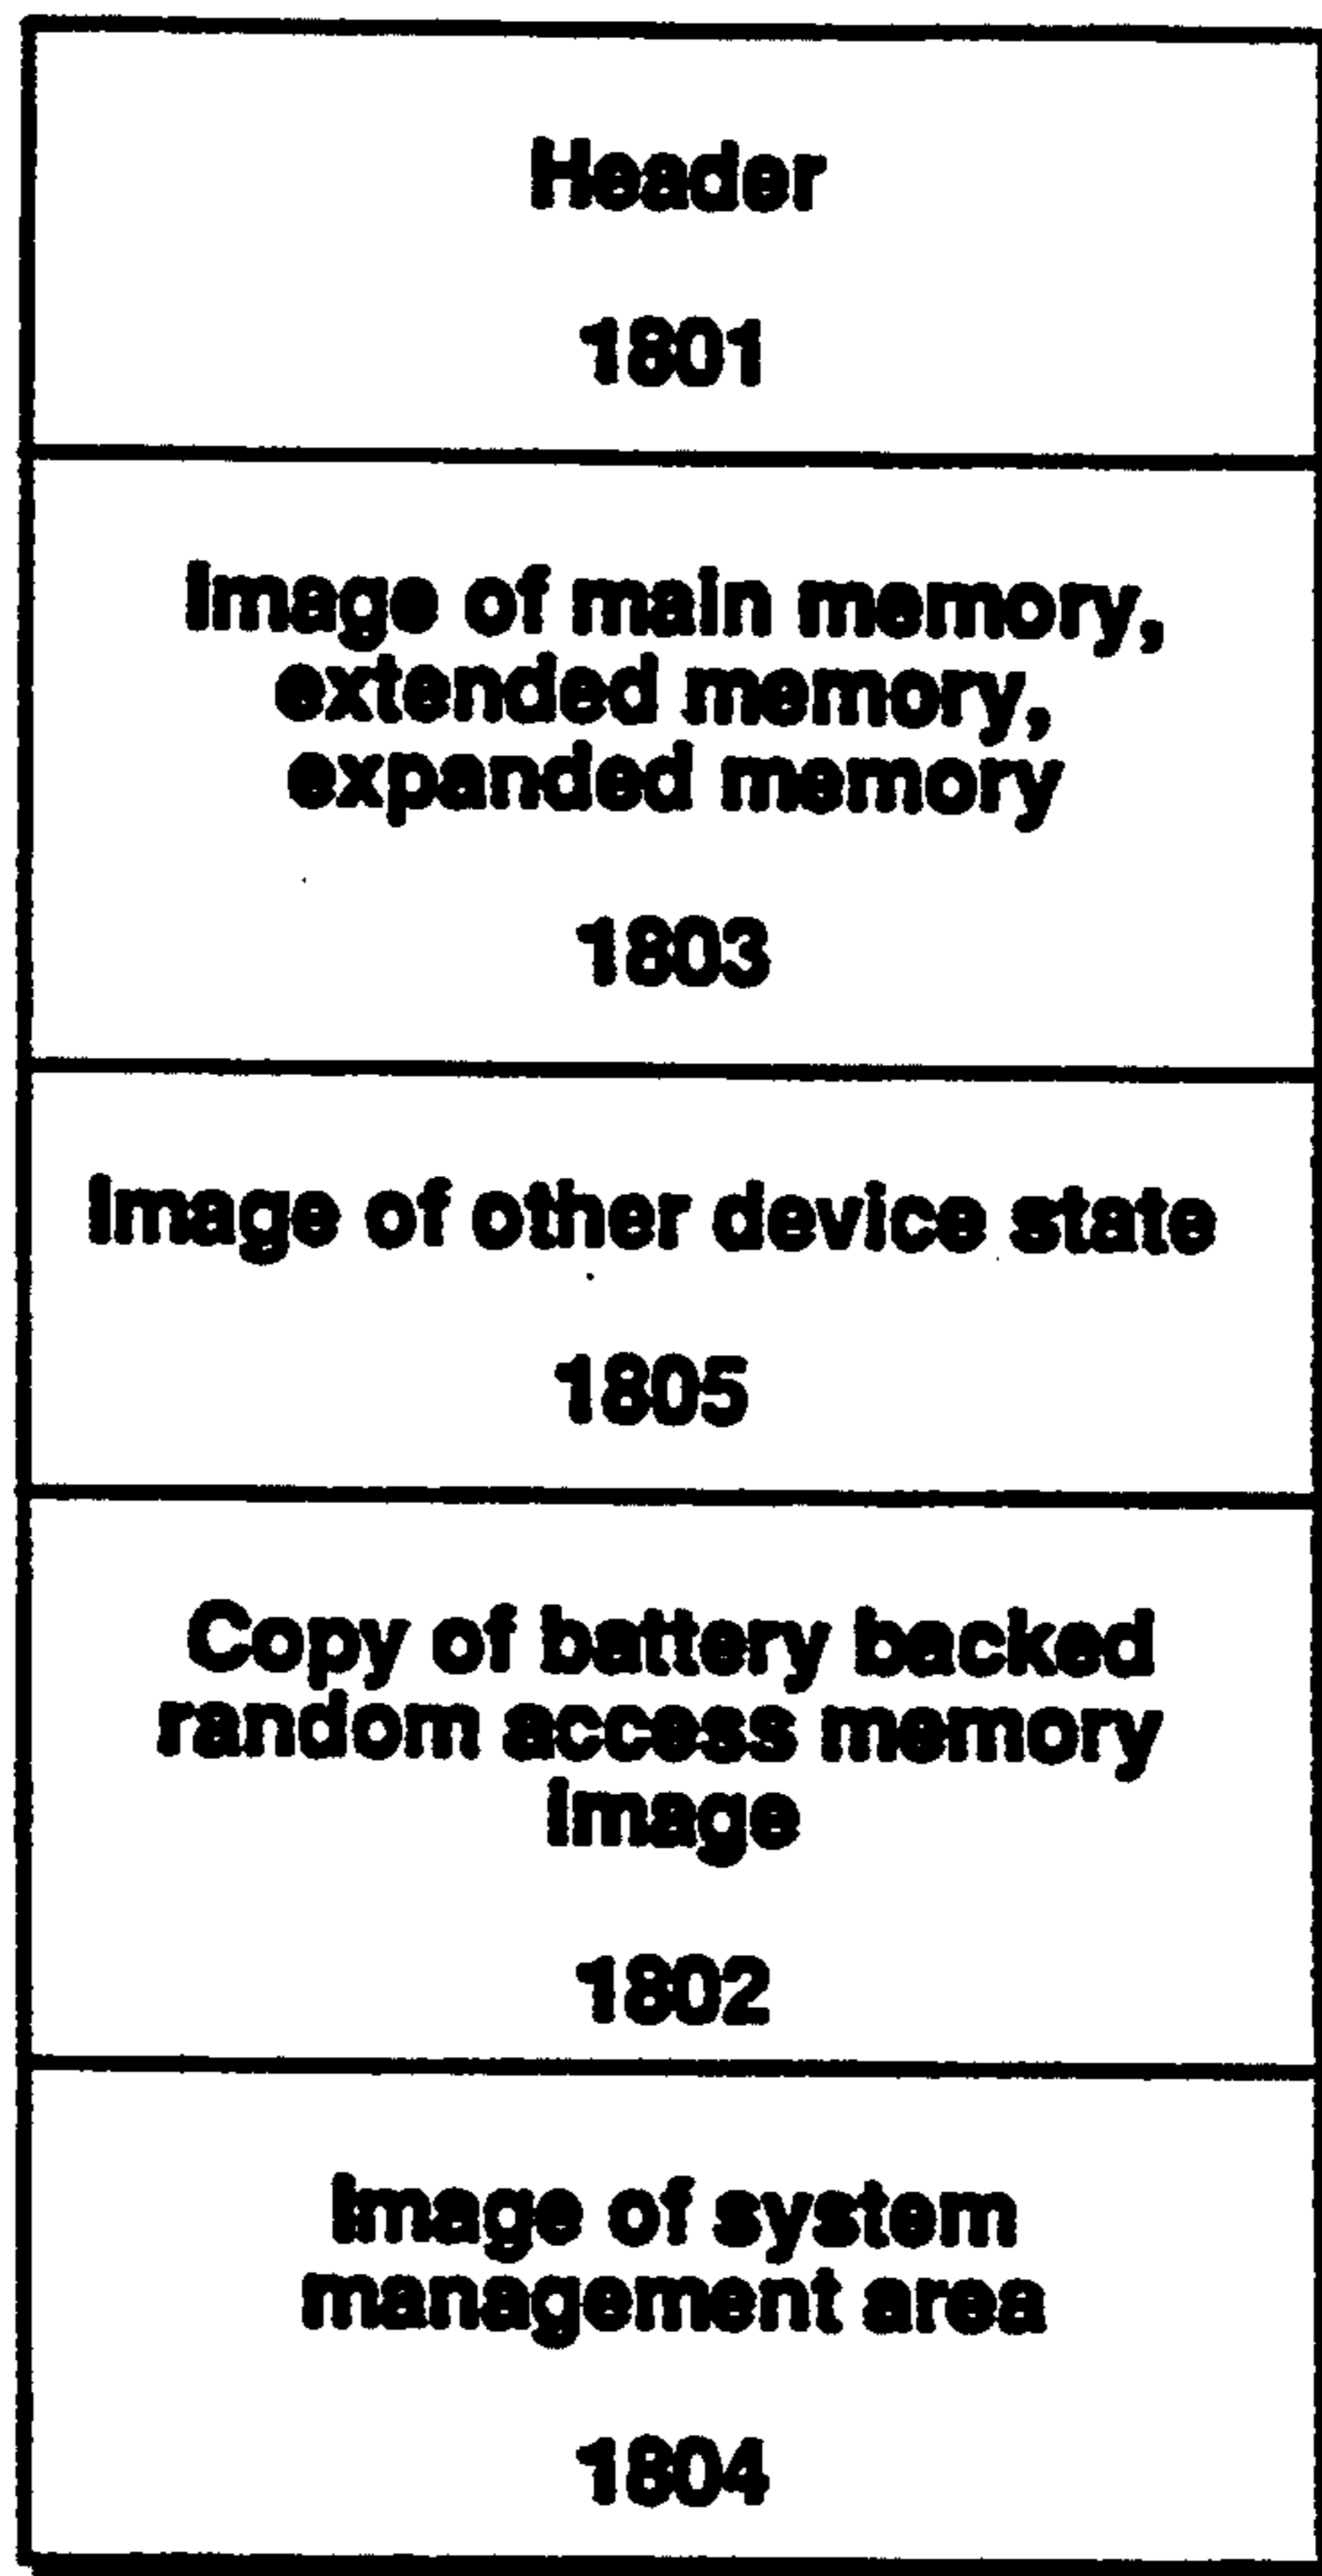 Header
1801
Image of main memory,
extended memory,
expanded memory
1803
Image of other device state
1805
Copy of battery backed
random access memory
image
1802
Image of system
management area
1804